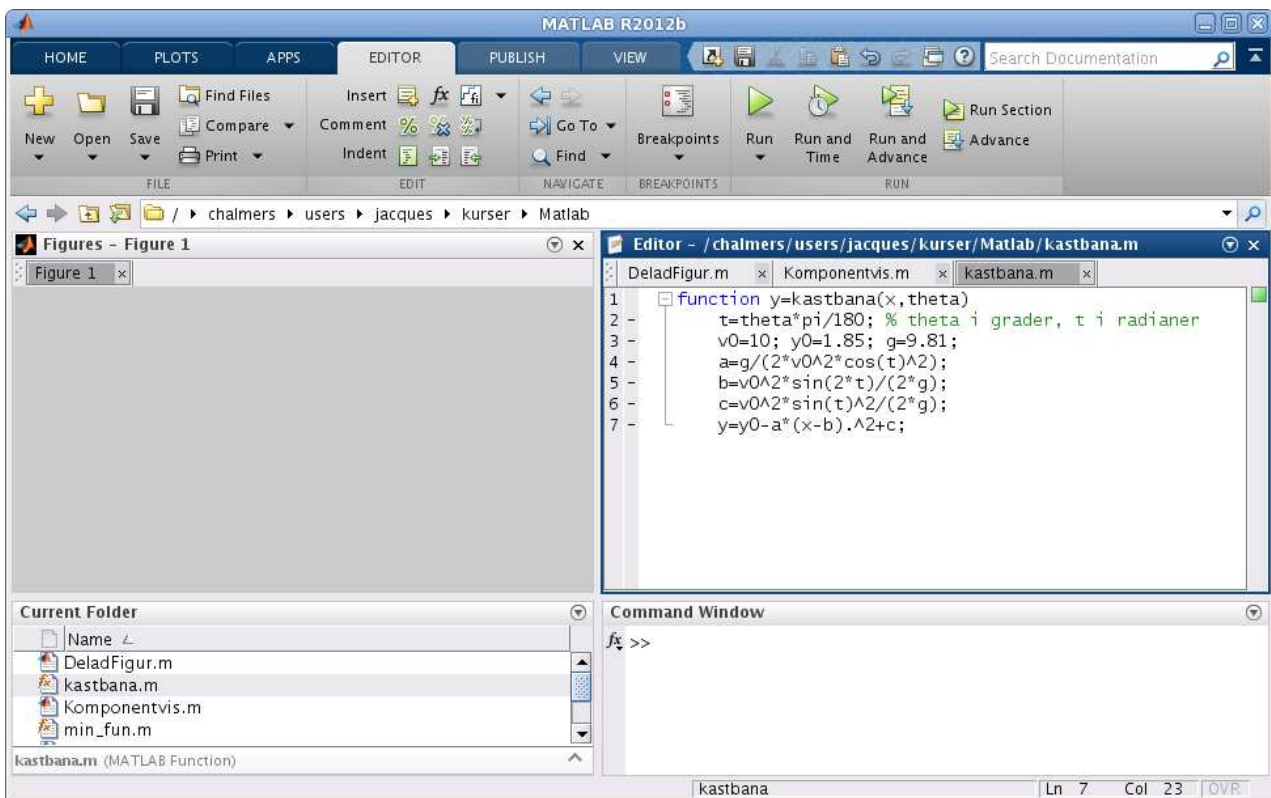 MATLAB R2012b
HOME PLOTS APPS EDITOR PUBLISH VIEW Search Documentation
New Open Save Find Files Compare Print
Insert fx
Comment
Indent
Go To
Find
Breakpoints
Run Run and Time Run and Advance Run Section Advance
FILE EDIT NAVIGATE BREAKPOINTS RUN
/ chalmers users jacques kurser Matlab
Figures - Figure 1
Figure 1
Editor - /chalmers/users/jacques/kurser/Matlab/kastbana.m
DeladFigur.m Komponentvis.m kastbana.m
1 function y=kastbana(x,theta)
2 - t=theta*pi/180; % theta i grader, t i radianer
3 - v0=10; y0=1.85; g=9.81;
4 - a=g/(2*v0^2*cos(t)^2);
5 - b=v0^2*sin(2*t)/(2*g);
6 - c=v0^2*sin(t)^2/(2*g);
7 - y=y0-a*(x-b).^2+c;
Current Folder
Name
DeladFigur.m
kastbana.m
Komponentvis.m
min_fun.m
kastbana.m (MATLAB Function)
Command Window
fx >>
kastbana Ln 7 Col 23 OVR